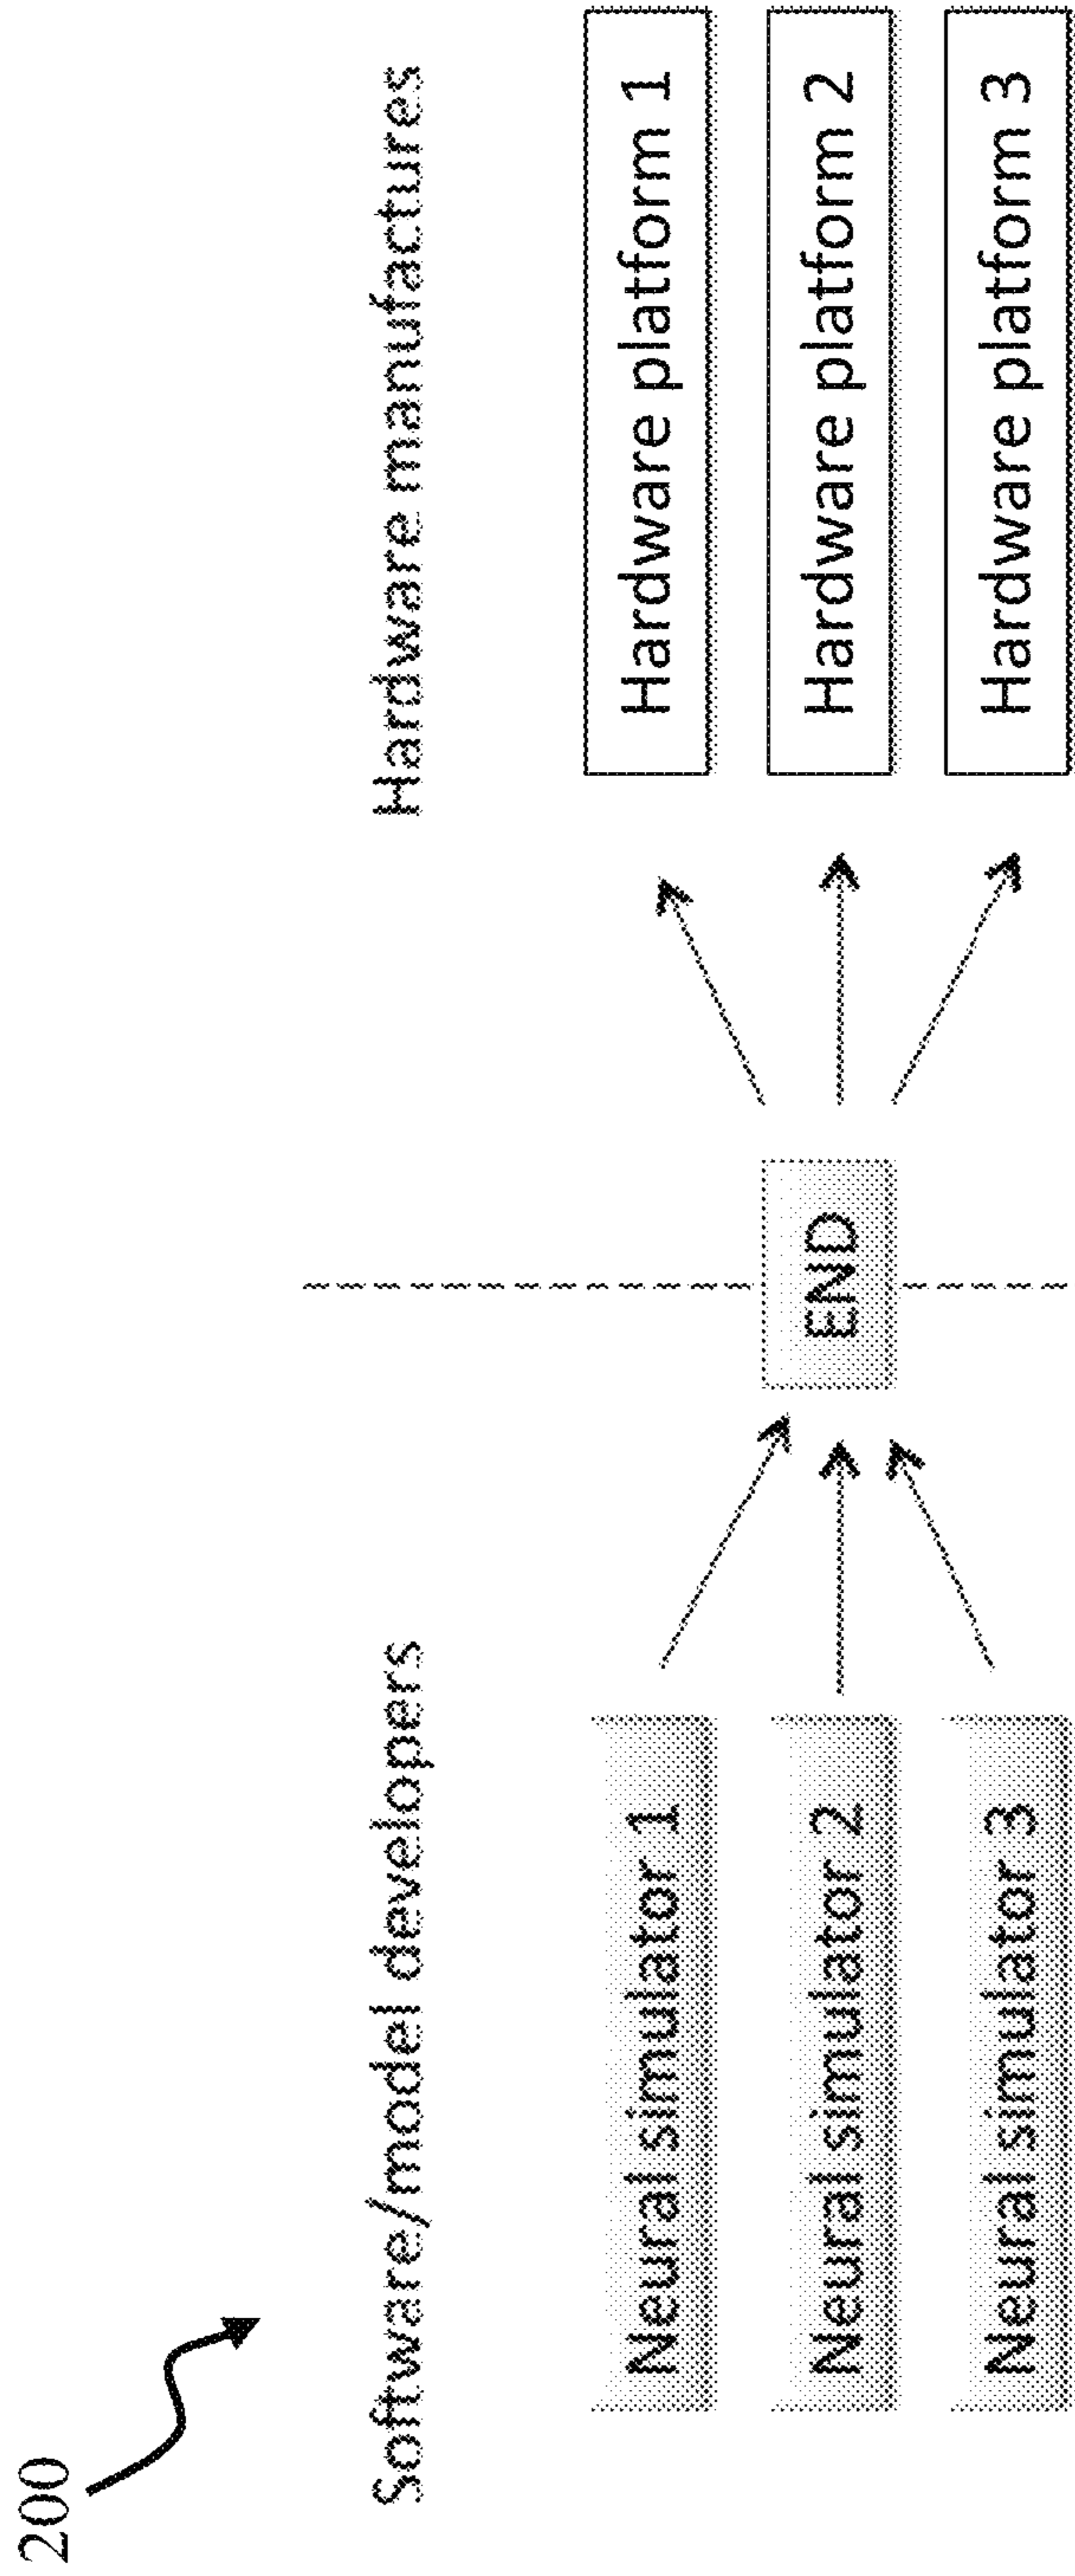 200
Software/model developers
Hardware manufactures
Neural simulator 1
Neural simulator 2
Neural simulator 3
END
Hardware platform 1
Hardware platform 2
Hardware platform 3